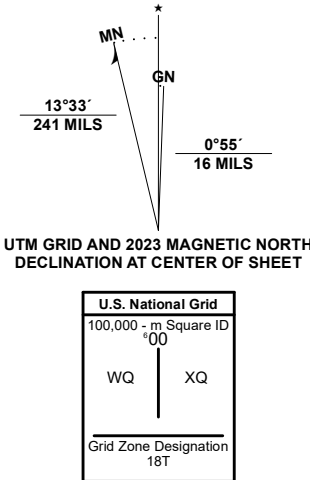 ★
MN
GN
13°33´
241 MILS
0°55´
16 MILS
UTM GRID AND 2023 MAGNETIC NORTH
DECLINATION AT CENTER OF SHEET
U.S. National Grid
100,000 - m Square ID
⁶00
WQ XQ
Grid Zone Designation
18T